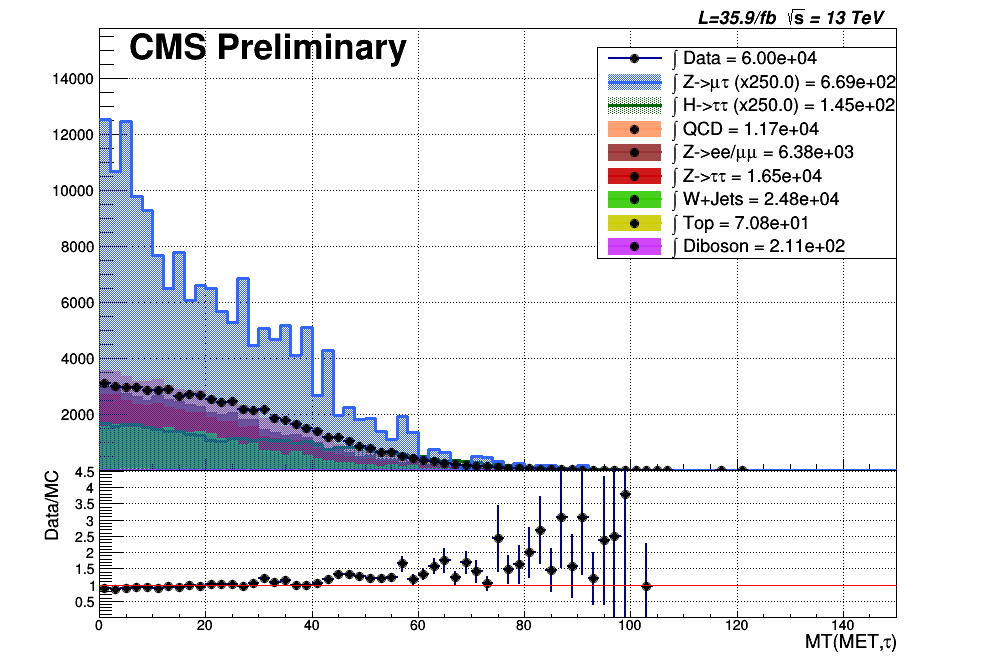 L=35.9/fb √s = 13 TeV
CMS Preliminary
∫ Data = 6.00e+04
∫ Z->μτ (x250.0) = 6.69e+02
∫ H->ττ (x250.0) = 1.45e+02
∫ QCD = 1.17e+04
∫ Z->ee/μμ = 6.38e+03
∫ Z->ττ = 1.65e+04
∫ W+Jets = 2.48e+04
∫ Top = 7.08e+01
∫ Diboson = 2.11e+02
14000
12000
10000
8000
6000
4000
2000
Data/MC
4.5
4
3.5
3
2.5
2
1.5
1
0.5
0 20 40 60 80 100 120 140
MT(MET,τ)